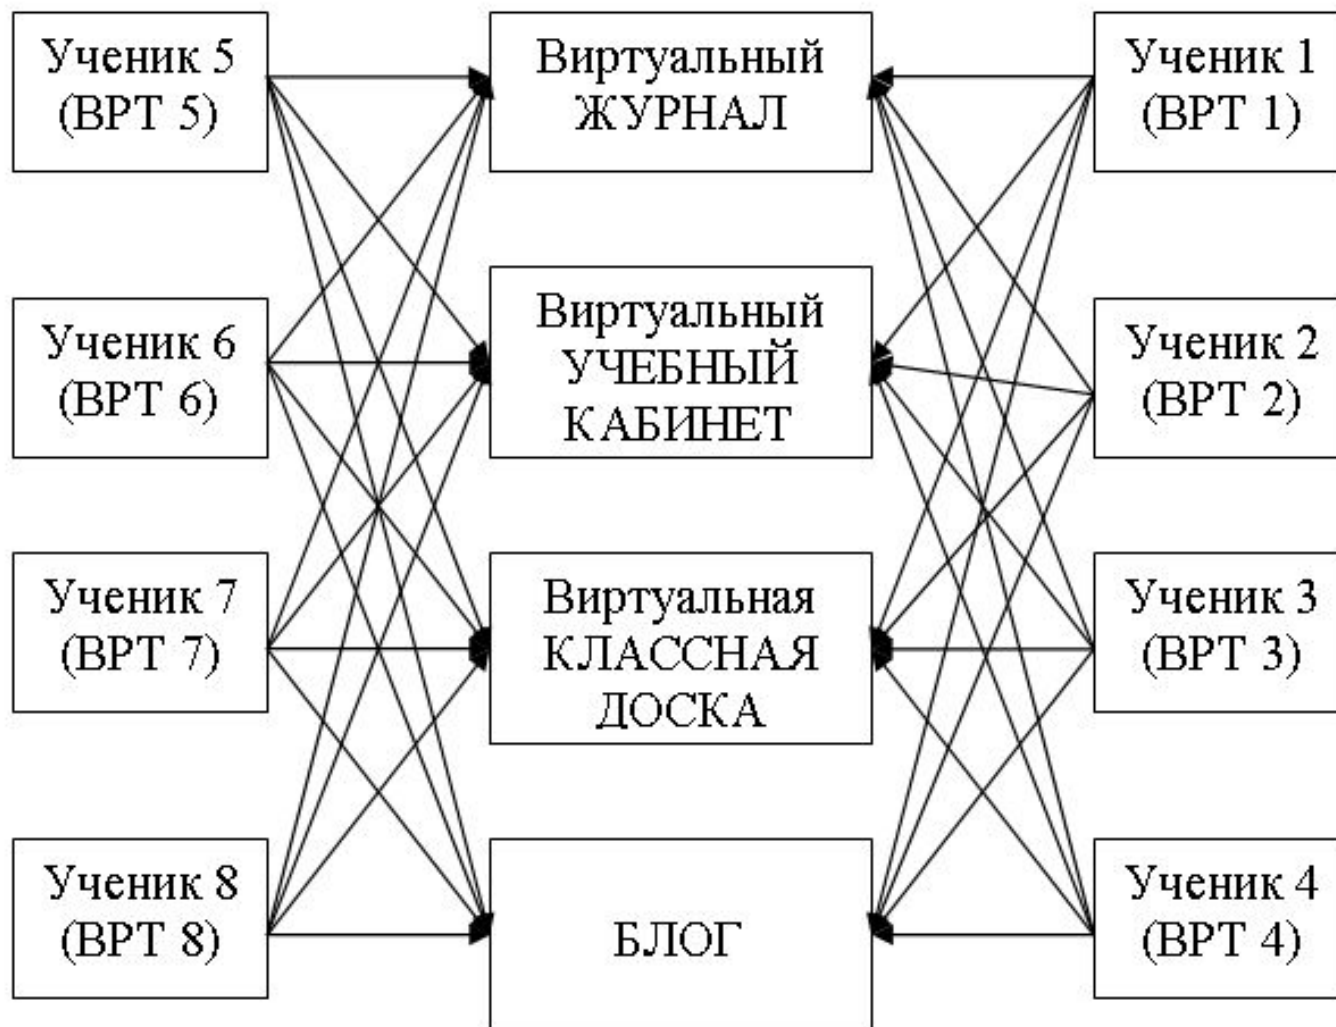 Ученик 5
(ВРТ 5)
Виртуальный
ЖУРНАЛ
Ученик 1
(ВРТ 1)
Ученик 6
(ВРТ 6)
Виртуальный
УЧЕБНЫЙ
КАБИНЕТ
Ученик 2
(ВРТ 2)
Ученик 7
(ВРТ 7)
Виртуальная
КЛАССНАЯ
ДОСКА
Ученик 3
(ВРТ 3)
Ученик 8
(ВРТ 8)
БЛОГ
Ученик 4
(ВРТ 4)